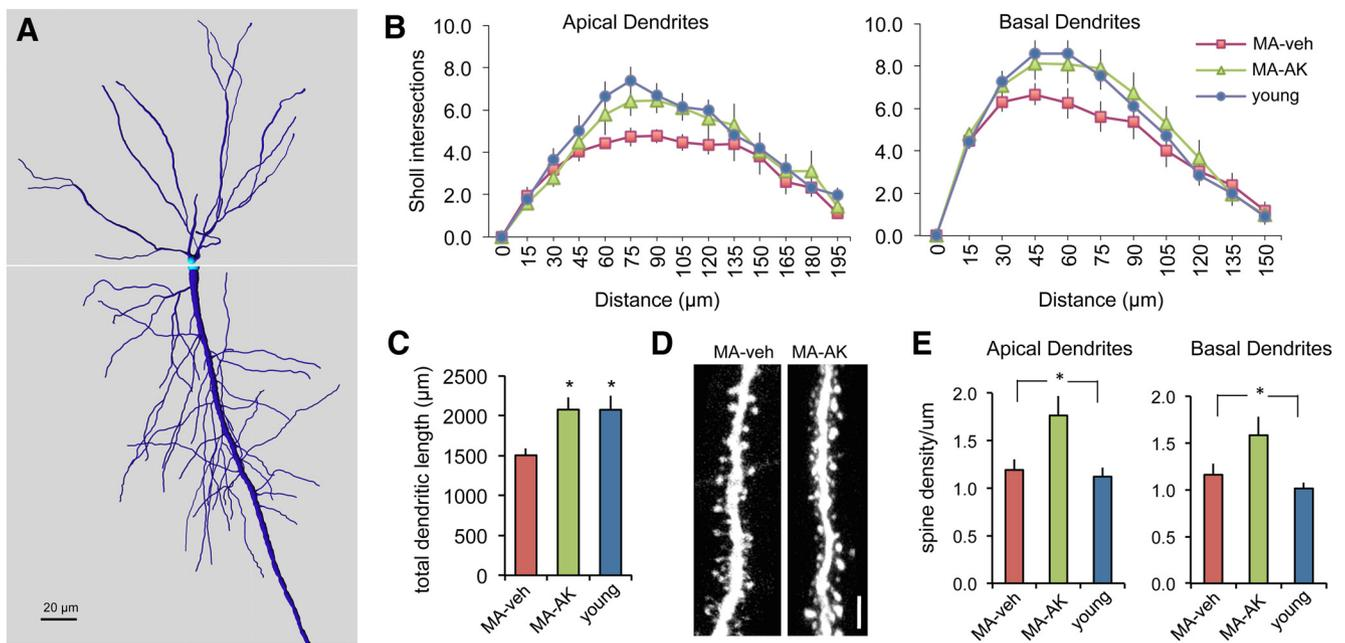 A
20 µm
B
Apical Dendrites
10.0
8.0
6.0
4.0
2.0
0.0
Sholl intersections
0 15 30 45 60 75 90 105 120 135 150 165 180 195
Distance (µm)
Basal Dendrites
10.0
8.0
6.0
4.0
2.0
0.0
0 15 30 45 60 75 90 105 120 135 150
Distance (µm)
MA-veh
MA-AK
young
C
total dendritic length (µm)
2500
2000
1500
1000
500
0
* *
MA-veh MA-AK young
D
MA-veh MA-AK
E
Apical Dendrites
spine density/um
2.0
1.5
1.0
0.5
0.0
*
MA-veh MA-AK young
Basal Dendrites
2.0
1.5
1.0
0.5
0.0
*
MA-veh MA-AK young